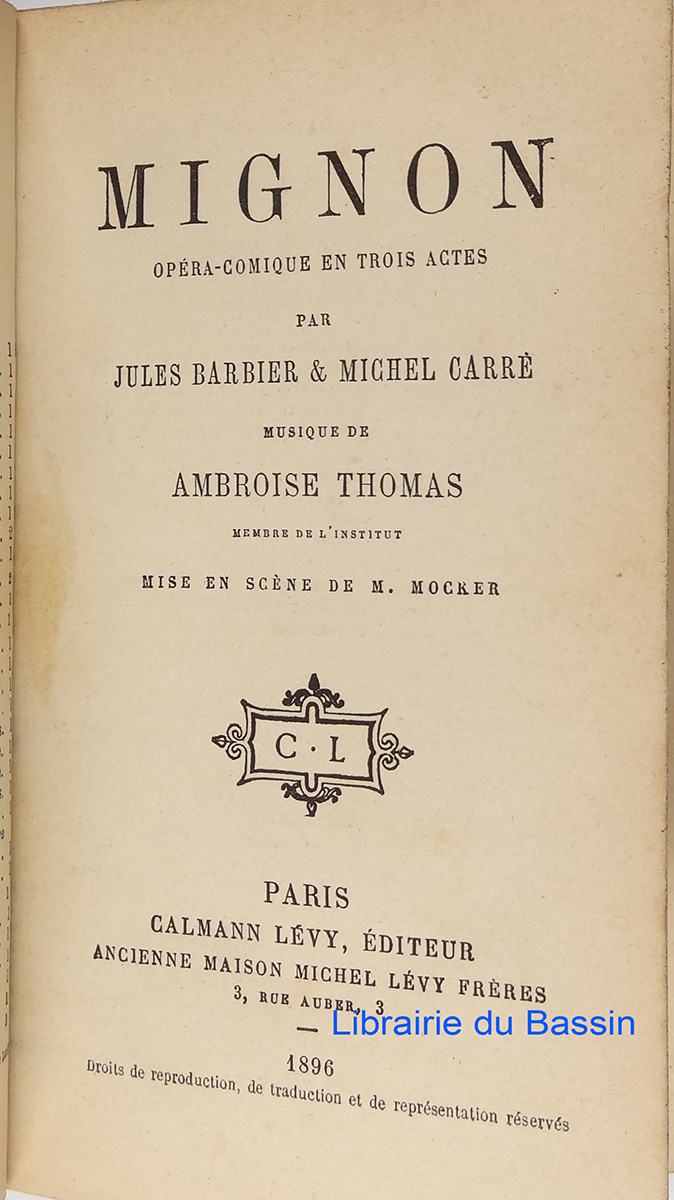 MIGNON
OPÉRA-COMIQUE EN TROIS ACTES
PAR
JULES BARBIER & MICHEL CARRÈ
MUSIQUE DE
AMBROISE THOMAS
MEMBRE DE L'INSTITUT
MISE EN SCÈNE DE M. MOCKER
C · L
PARIS
CALMANN LÉVY, ÉDITEUR
ANCIENNE MAISON MICHEL LÉVY FRÈRES
3, RUE AUBER, 3
Librairie du Bassin
1896
Droits de reproduction, de traduction et de représentation réservés